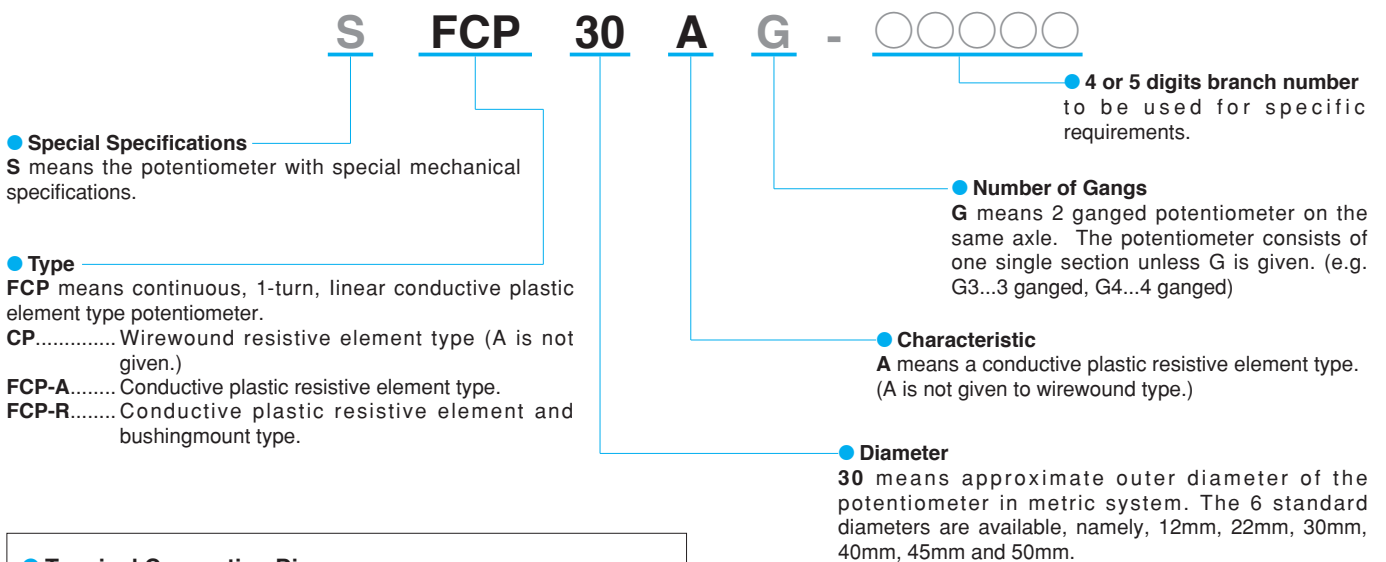 S FCP 30 A G - ○○○○○
● 4 or 5 digits branch number
to be used for specific
requirements.
● Special Specifications
S means the potentiometer with special mechanical
specifications.
● Number of Gangs
G means 2 ganged potentiometer on the
same axle. The potentiometer consists of
one single section unless G is given. (e.g.
G3...3 ganged, G4...4 ganged)
● Type
FCP means continuous, 1-turn, linear conductive plastic
element type potentiometer.
CP.............. Wirewound resistive element type (A is not
given.)
FCP-A........ Conductive plastic resistive element type.
FCP-R........ Conductive plastic resistive element and
bushingmount type.
● Characteristic
A means a conductive plastic resistive element type.
(A is not given to wirewound type.)
● Diameter
30 means approximate outer diameter of the
potentiometer in metric system. The 6 standard
diameters are available, namely, 12mm, 22mm, 30mm,
40mm, 45mm and 50mm.